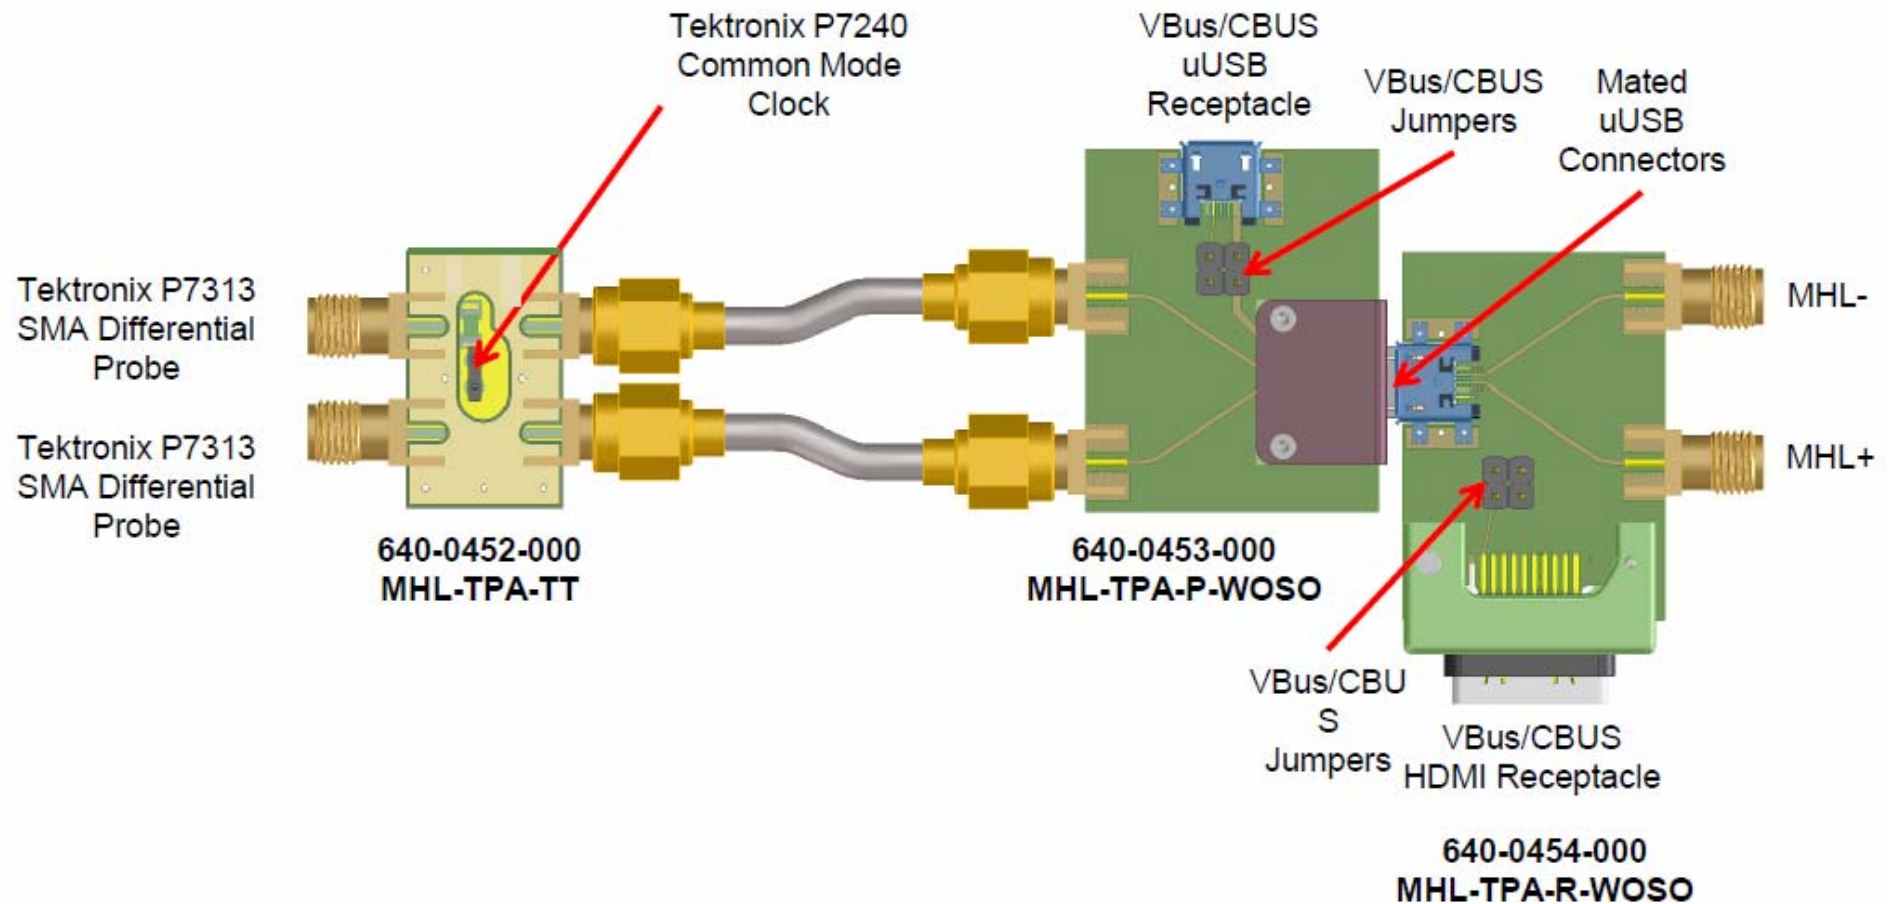 Tektronix P7240
Common Mode
Clock
VBus/CBUS
uUSB
Receptacle
VBus/CBUS
Jumpers
Mated
uUSB
Connectors
Tektronix P7313
SMA Differential
Probe
MHL-
Tektronix P7313
SMA Differential
Probe
MHL+
640-0452-000
MHL-TPA-TT
640-0453-000
MHL-TPA-P-WOSO
VBus/CBU
S
Jumpers
VBus/CBUS
HDMI Receptacle
640-0454-000
MHL-TPA-R-WOSO